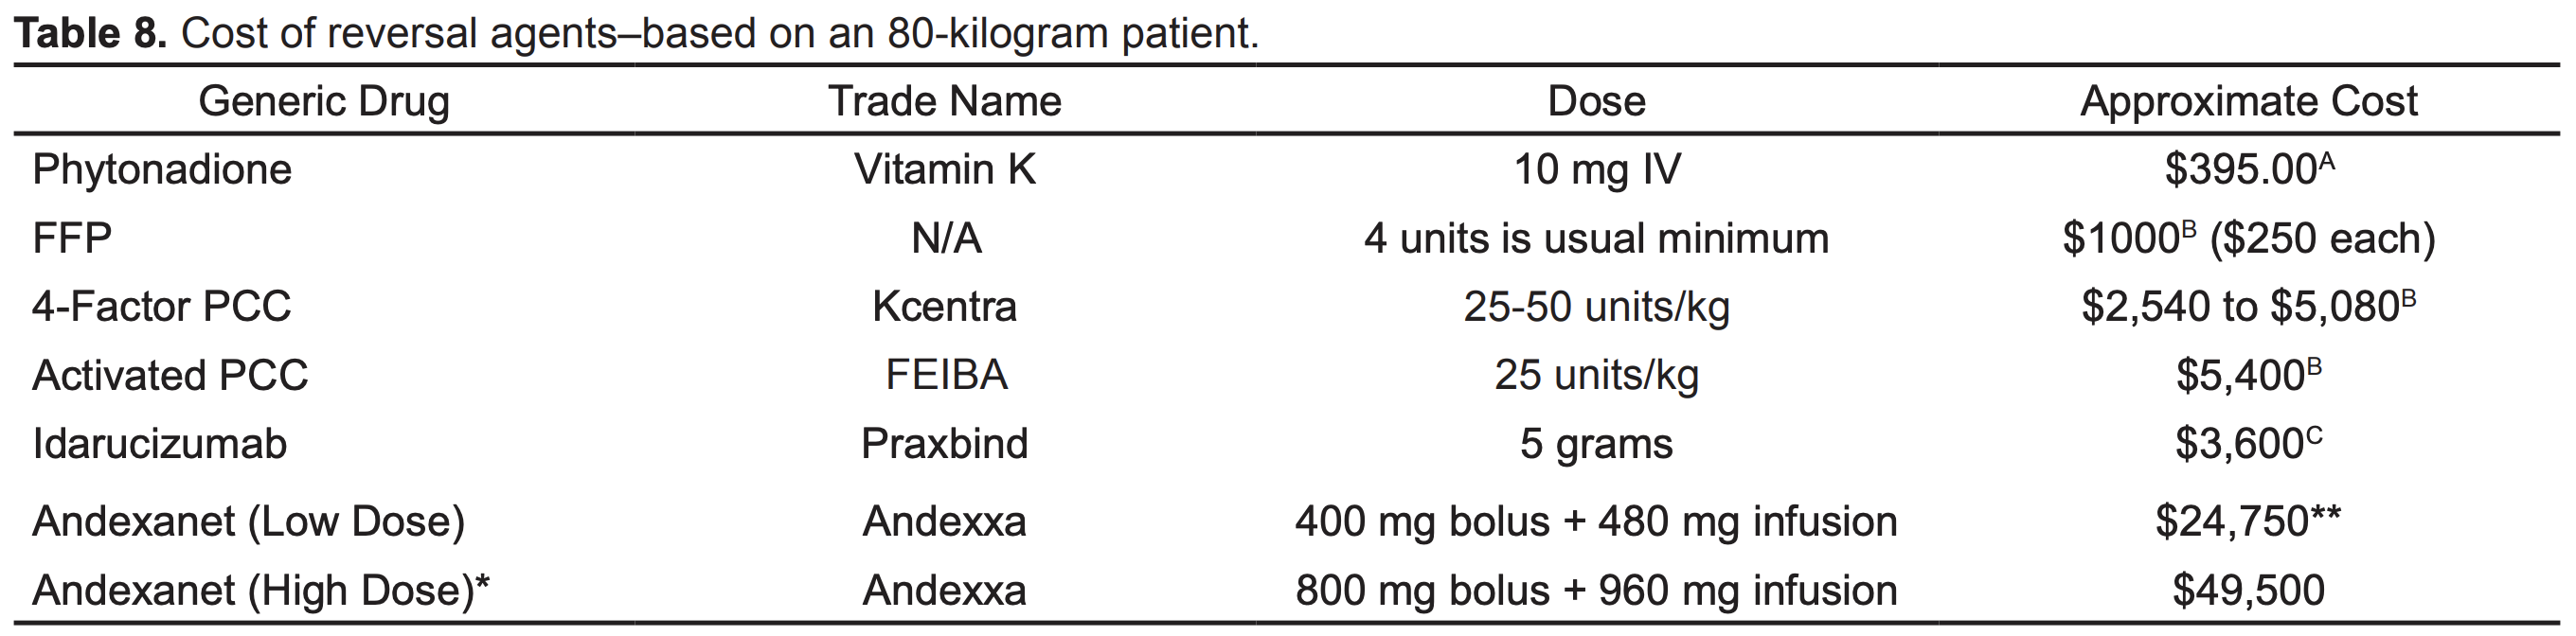 Table 8. Cost of reversal agents–based on an 80-kilogram patient.
Generic Drug Trade Name Dose Approximate Cost
Phytonadione Vitamin K 10 mg IV $395.00A
FFP N/A 4 units is usual minimum $1000B ($250 each)
4-Factor PCC Kcentra 25-50 units/kg $2,540 to $5,080B
Activated PCC FEIBA 25 units/kg $5,400B
Idarucizumab Praxbind 5 grams $3,600C
Andexanet (Low Dose) Andexxa 400 mg bolus + 480 mg infusion $24,750**
Andexanet (High Dose)* Andexxa 800 mg bolus + 960 mg infusion $49,500